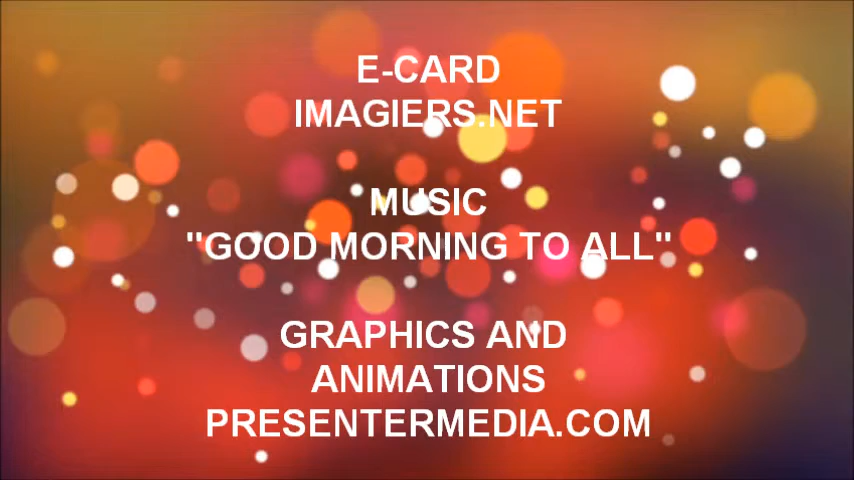 E-CARD
IMAGIERS.NET
MUSIC
"GOOD MORNING TO ALL"
GRAPHICS AND
ANIMATIONS
PRESENTERMEDIA.COM